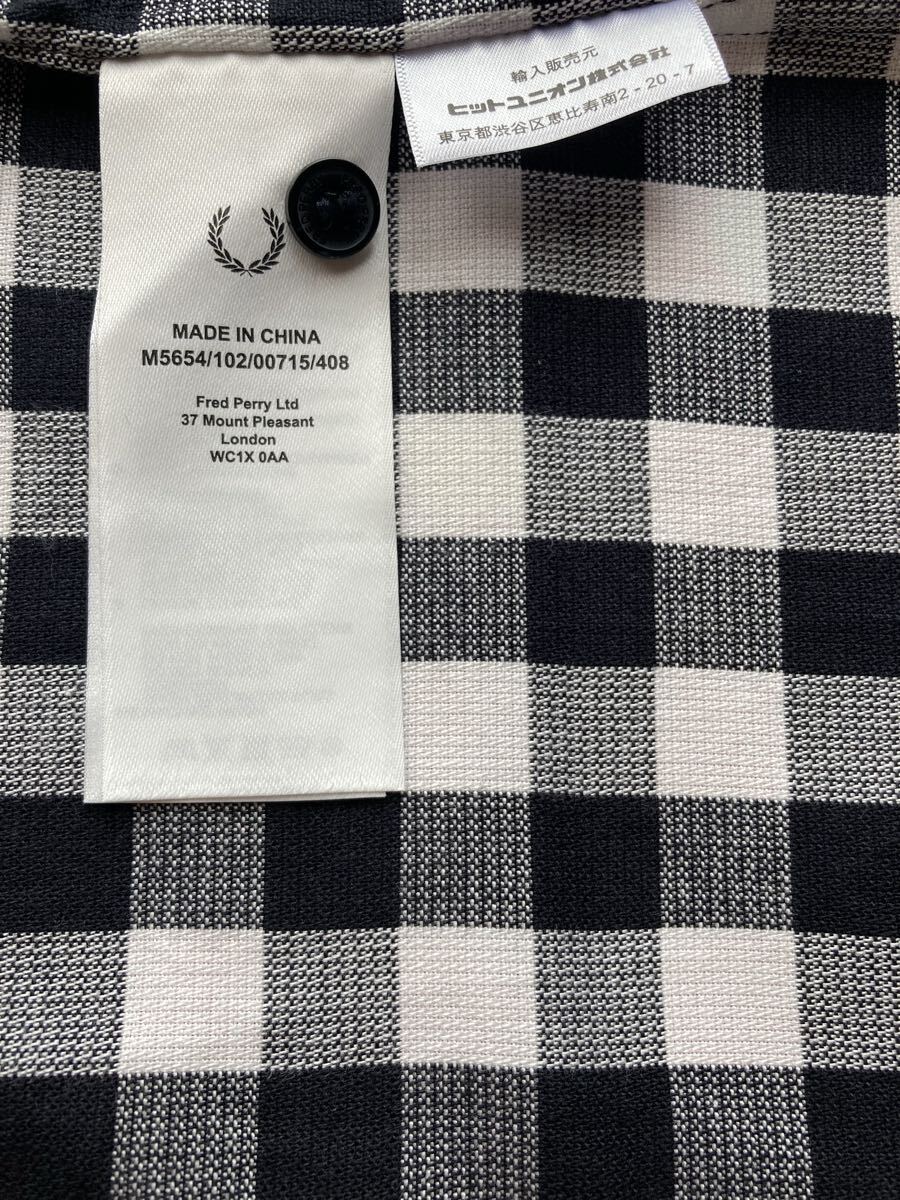 輸入販売元
ヒットユニオン株式会社
東京都渋谷区恵比寿南2-20-7
MADE IN CHINA
M5654/102/00715/408
Fred Perry Ltd
37 Mount Pleasant
London
WC1X 0AA